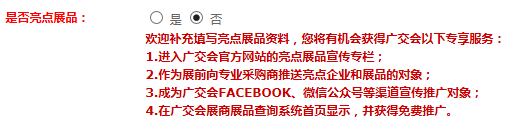 是否亮点展品： 是 否
欢迎补充填写亮点展品资料，您将有机会获得广交会以下专享服务：
1.进入广交会官方网站的亮点展品宣传专栏；
2.作为展前向专业采购商推送亮点企业和展品的对象；
3.成为广交会FACEBOOK、微信公众号等渠道宣传推广对象；
4.在广交会展商展品查询系统首页显示，并获得免费推广。